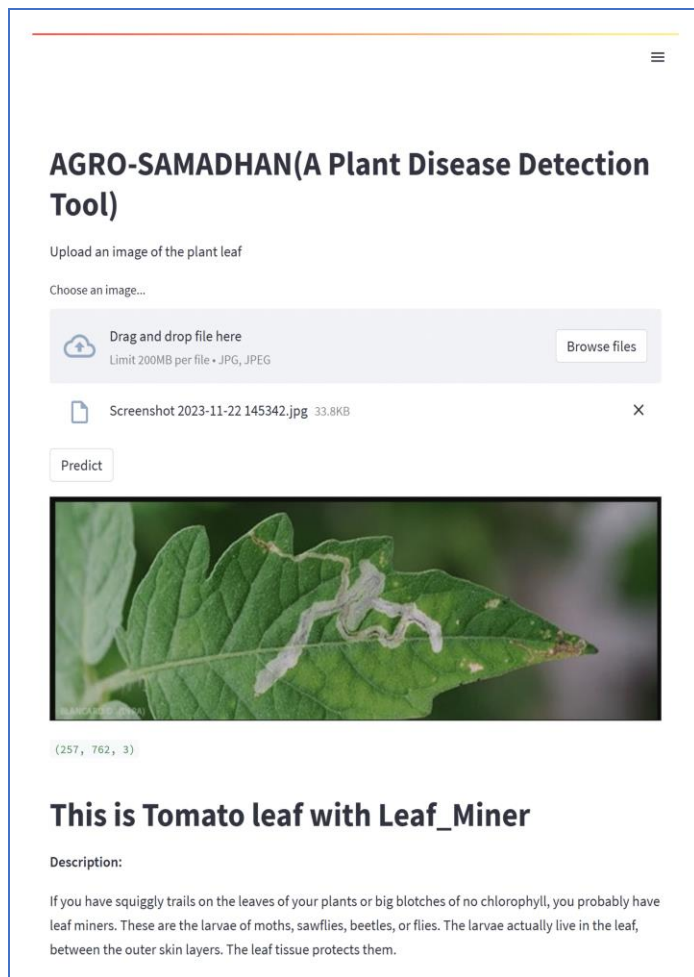 AGRO-SAMADHAN(A Plant Disease Detection
Tool)
Upload an image of the plant leaf
Choose an image...
Drag and drop file here
Limit 200MB per file • JPG, JPEG
Browse files
Screenshot 2023-11-22 145342.jpg 33.8KB
Predict
(257, 762, 3)
This is Tomato leaf with Leaf_Miner
Description:
If you have squiggly trails on the leaves of your plants or big blotches of no chlorophyll, you probably have
leaf miners. These are the larvae of moths, sawflies, beetles, or flies. The larvae actually live in the leaf,
between the outer skin layers. The leaf tissue protects them.